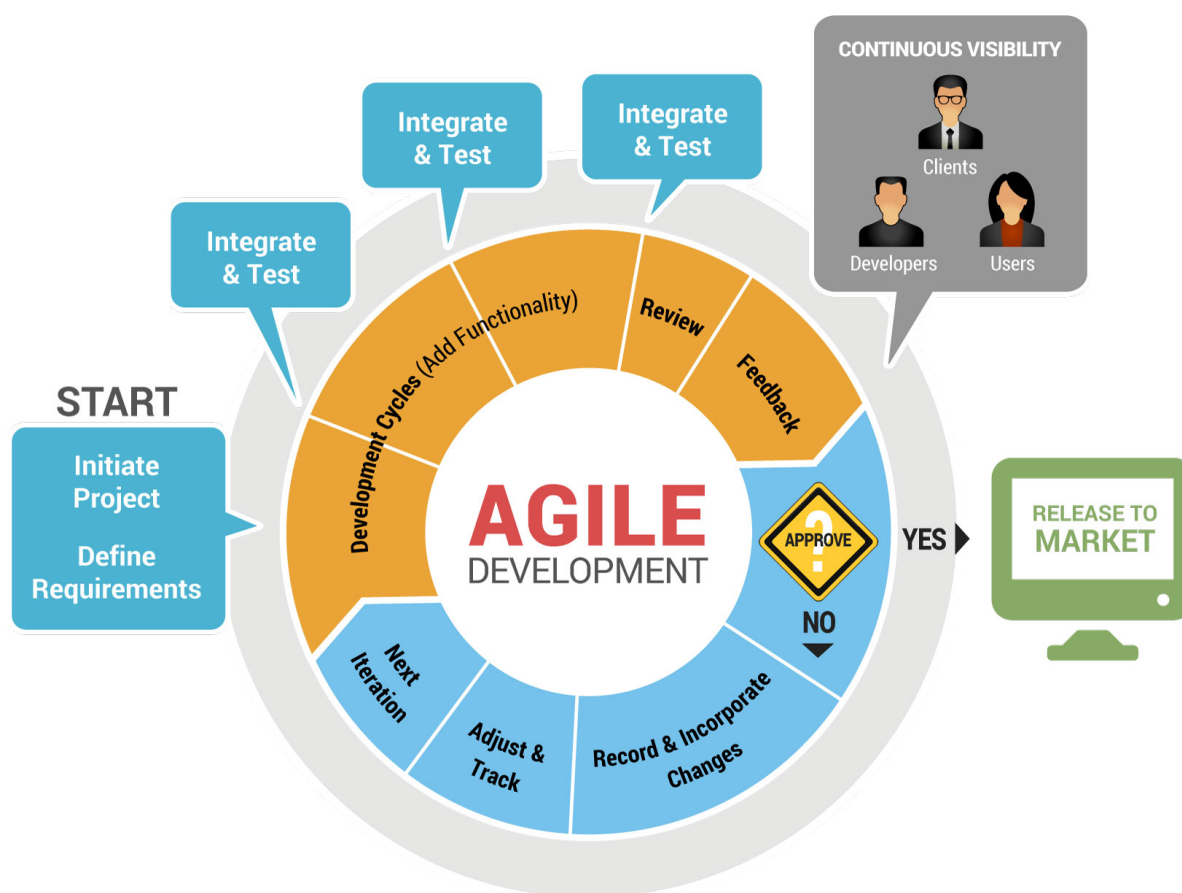 START
Initiate
Project
Define
Requirements
Integrate
& Test
Integrate
& Test
Integrate
& Test
CONTINUOUS VISIBILITY
Clients
Developers
Users
Development Cycles (Add Functionality)
Review
Feedback
?
APPROVE
YES
NO
RELEASE TO
MARKET
Record & Incorporate
Changes
Adjust &
Track
Next
Iteration
AGILE
DEVELOPMENT